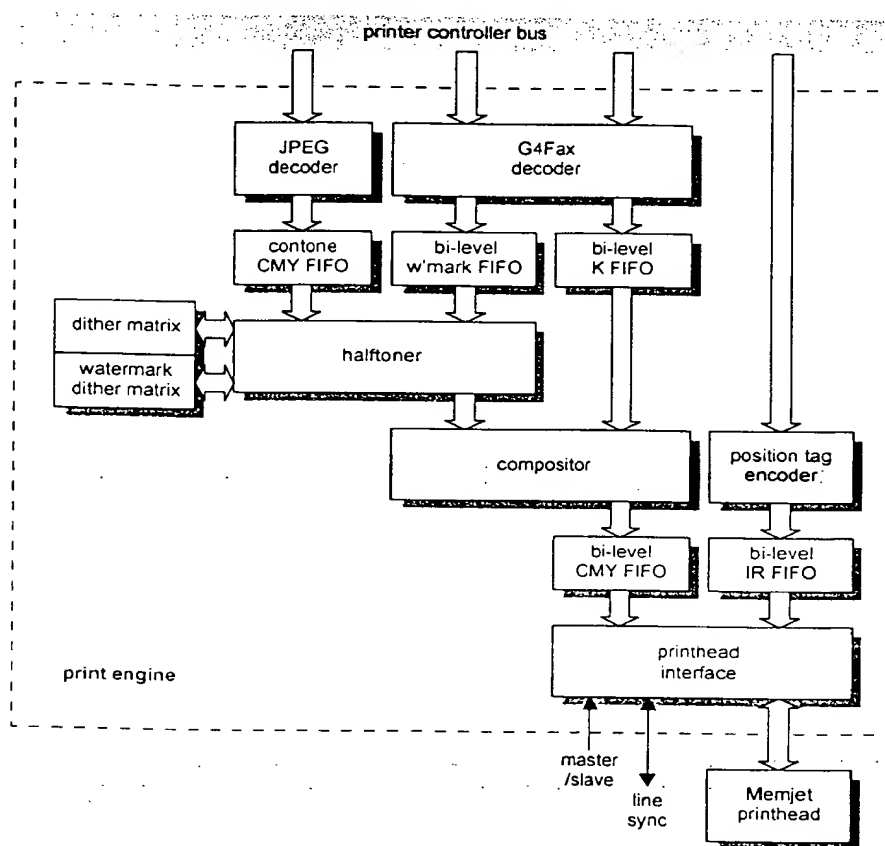 printer controller bus
JPEG
decoder
G4Fax
decoder
contone
CMY FIFO
bi-level
w'mark FIFO
bi-level
K FIFO
dither matrix
watermark
dither matrix
halftoner
compositor
position tag
encoder
bi-level
CMY FIFO
bi-level
IR FIFO
printhead
interface
print engine
master
/slave
line
sync
Memjet
printhead